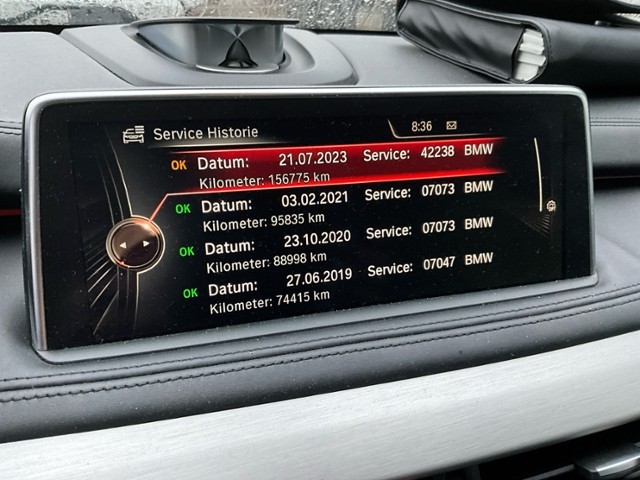 Service Historie
8:36
OK Datum: 21.07.2023 Service: 42238 BMW
Kilometer: 156775 km
OK Datum: 03.02.2021 Service: 07073 BMW
Kilometer: 95835 km
OK Datum: 23.10.2020 Service: 07073 BMW
Kilometer: 88998 km
OK Datum: 27.06.2019 Service: 07047 BMW
Kilometer: 74415 km